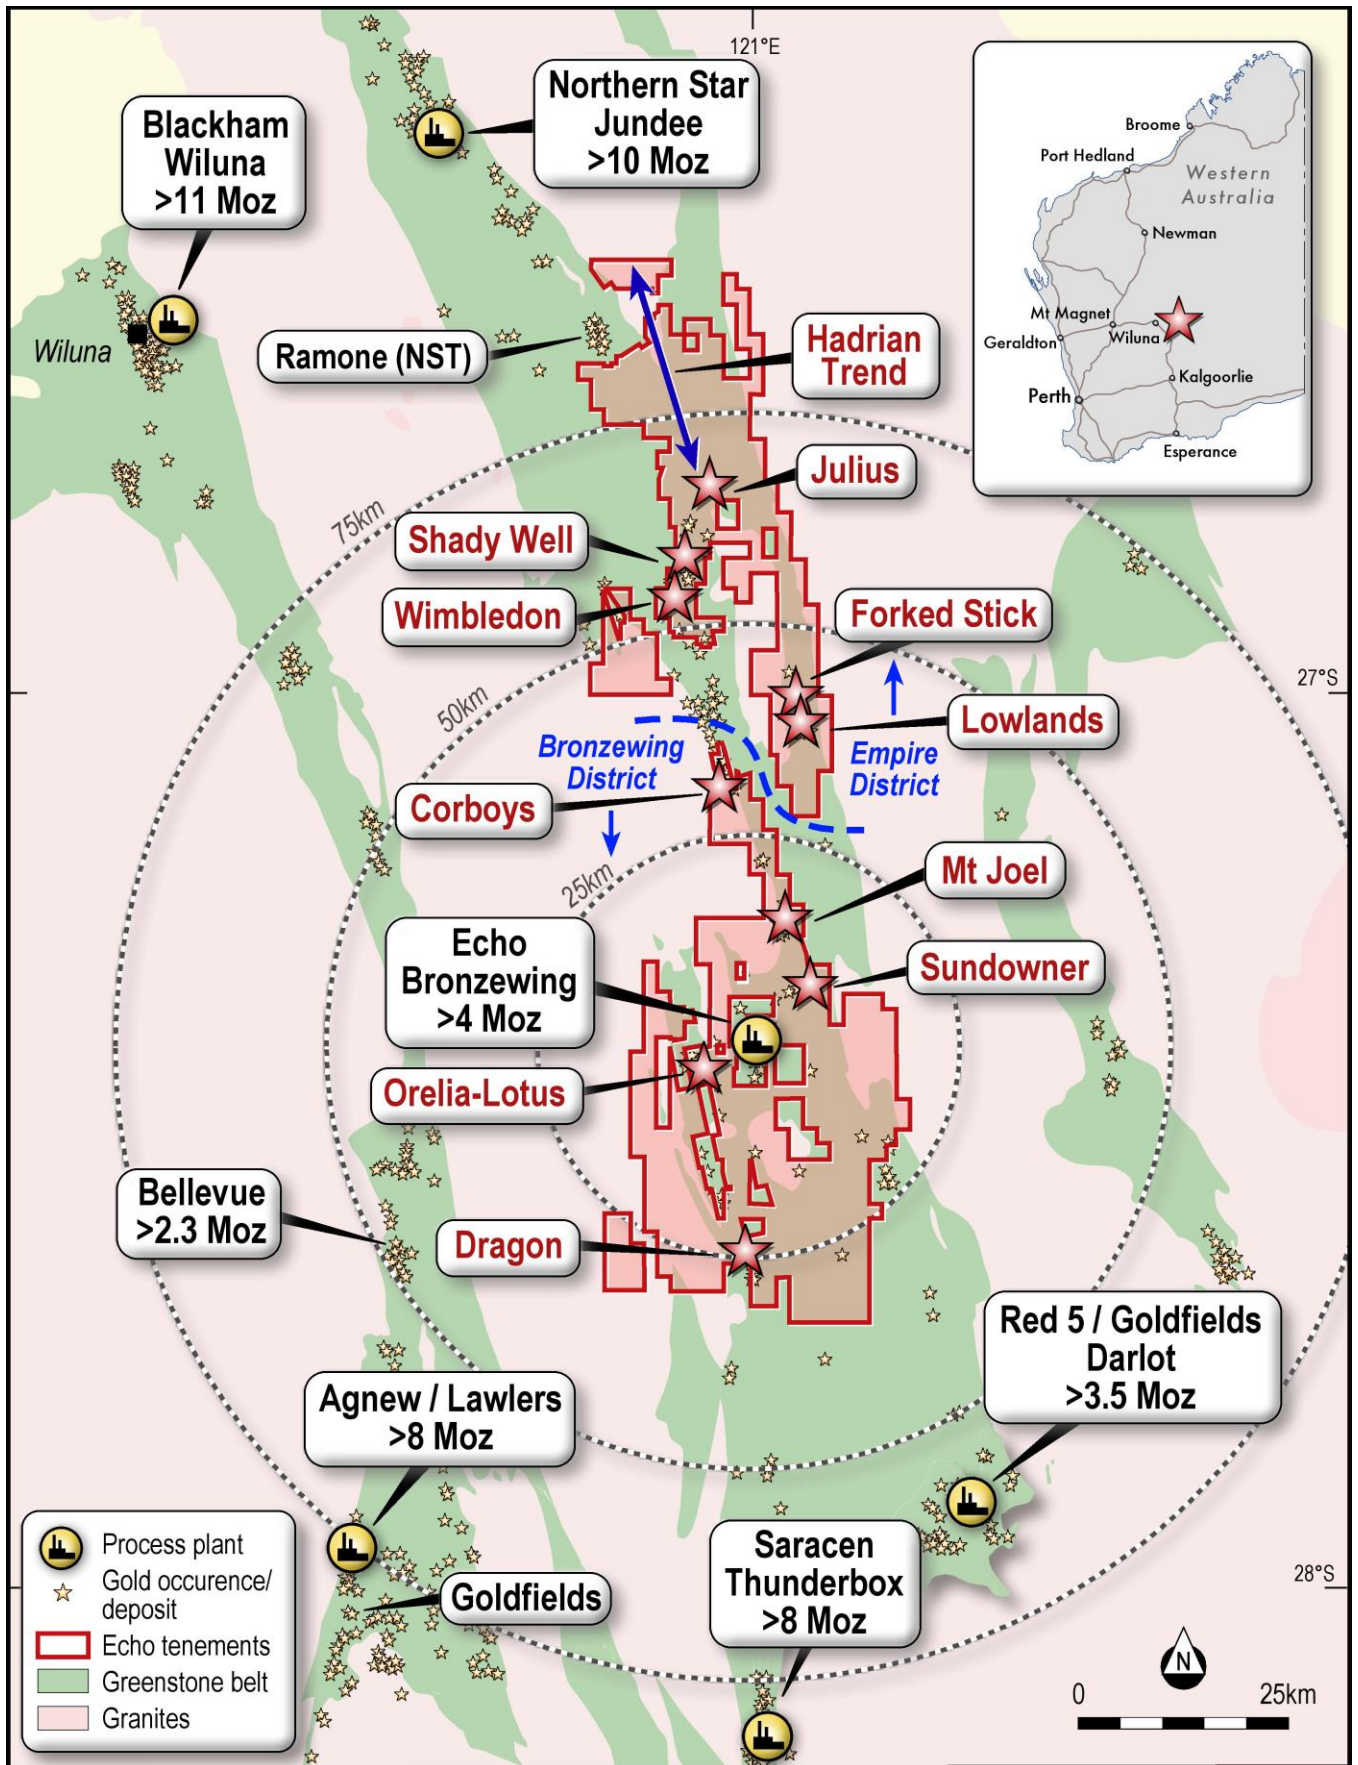 121°E
Northern Star
Jundee
>10 Moz
Blackham
Wiluna
>11 Moz
Broome
Port Hedland
Western
Australia
Newman
Mt Magnet
Geraldton
Wiluna
Kalgoorlie
Perth
Esperance
Wiluna
Ramone (NST)
Hadrian
Trend
Julius
75km
Shady Well
Wimbledon
Forked Stick
50km
27°S
Lowlands
Bronzewing
District
Empire
District
Corboys
25km
Mt Joel
Echo
Bronzewing
>4 Moz
Sundowner
Orelia-Lotus
Bellevue
>2.3 Moz
Dragon
Red 5 / Goldfields
Darlot
>3.5 Moz
Agnew / Lawlers
>8 Moz
Saracen
Thunderbox
>8 Moz
28°S
Goldfields
Process plant
Gold occurence/
deposit
Echo tenements
Greenstone belt
Granites
N
0 25km